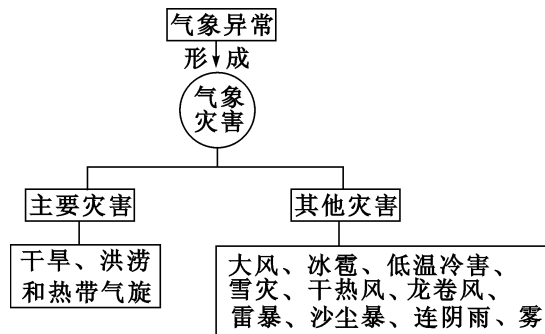 气象异常
形成
气象
灾害
主要灾害
其他灾害
干旱、洪涝
和热带气旋
大风、冰雹、低温冷害、
雪灾、干热风、龙卷风、
雷暴、沙尘暴、连阴雨、雾